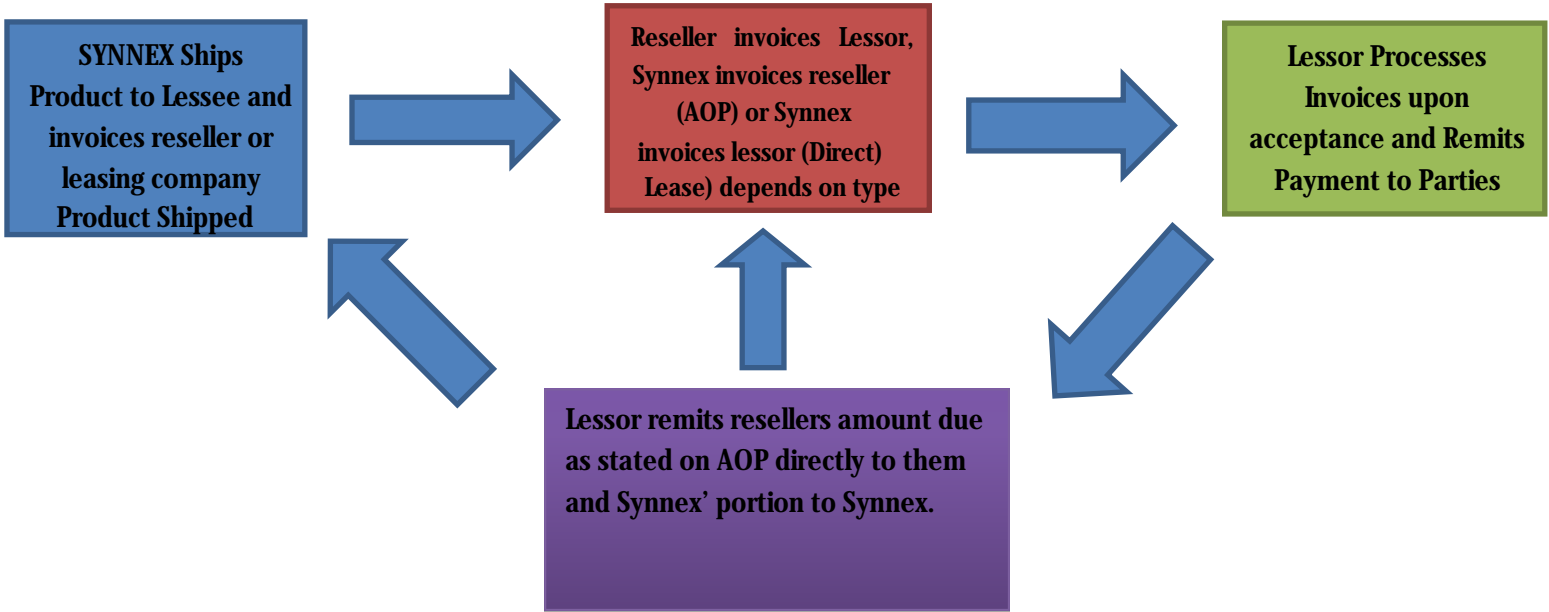 SYNNEX Ships
Product to Lessee and
invoices reseller or
leasing company
Product Shipped
Reseller invoices Lessor,
Synnex invoices reseller
(AOP) or Synnex
invoices lessor (Direct)
Lease) depends on type
Lessor Processes
Invoices upon
acceptance and Remits
Payment to Parties
Lessor remits resellers amount due
as stated on AOP directly to them
and Synnex’ portion to Synnex.